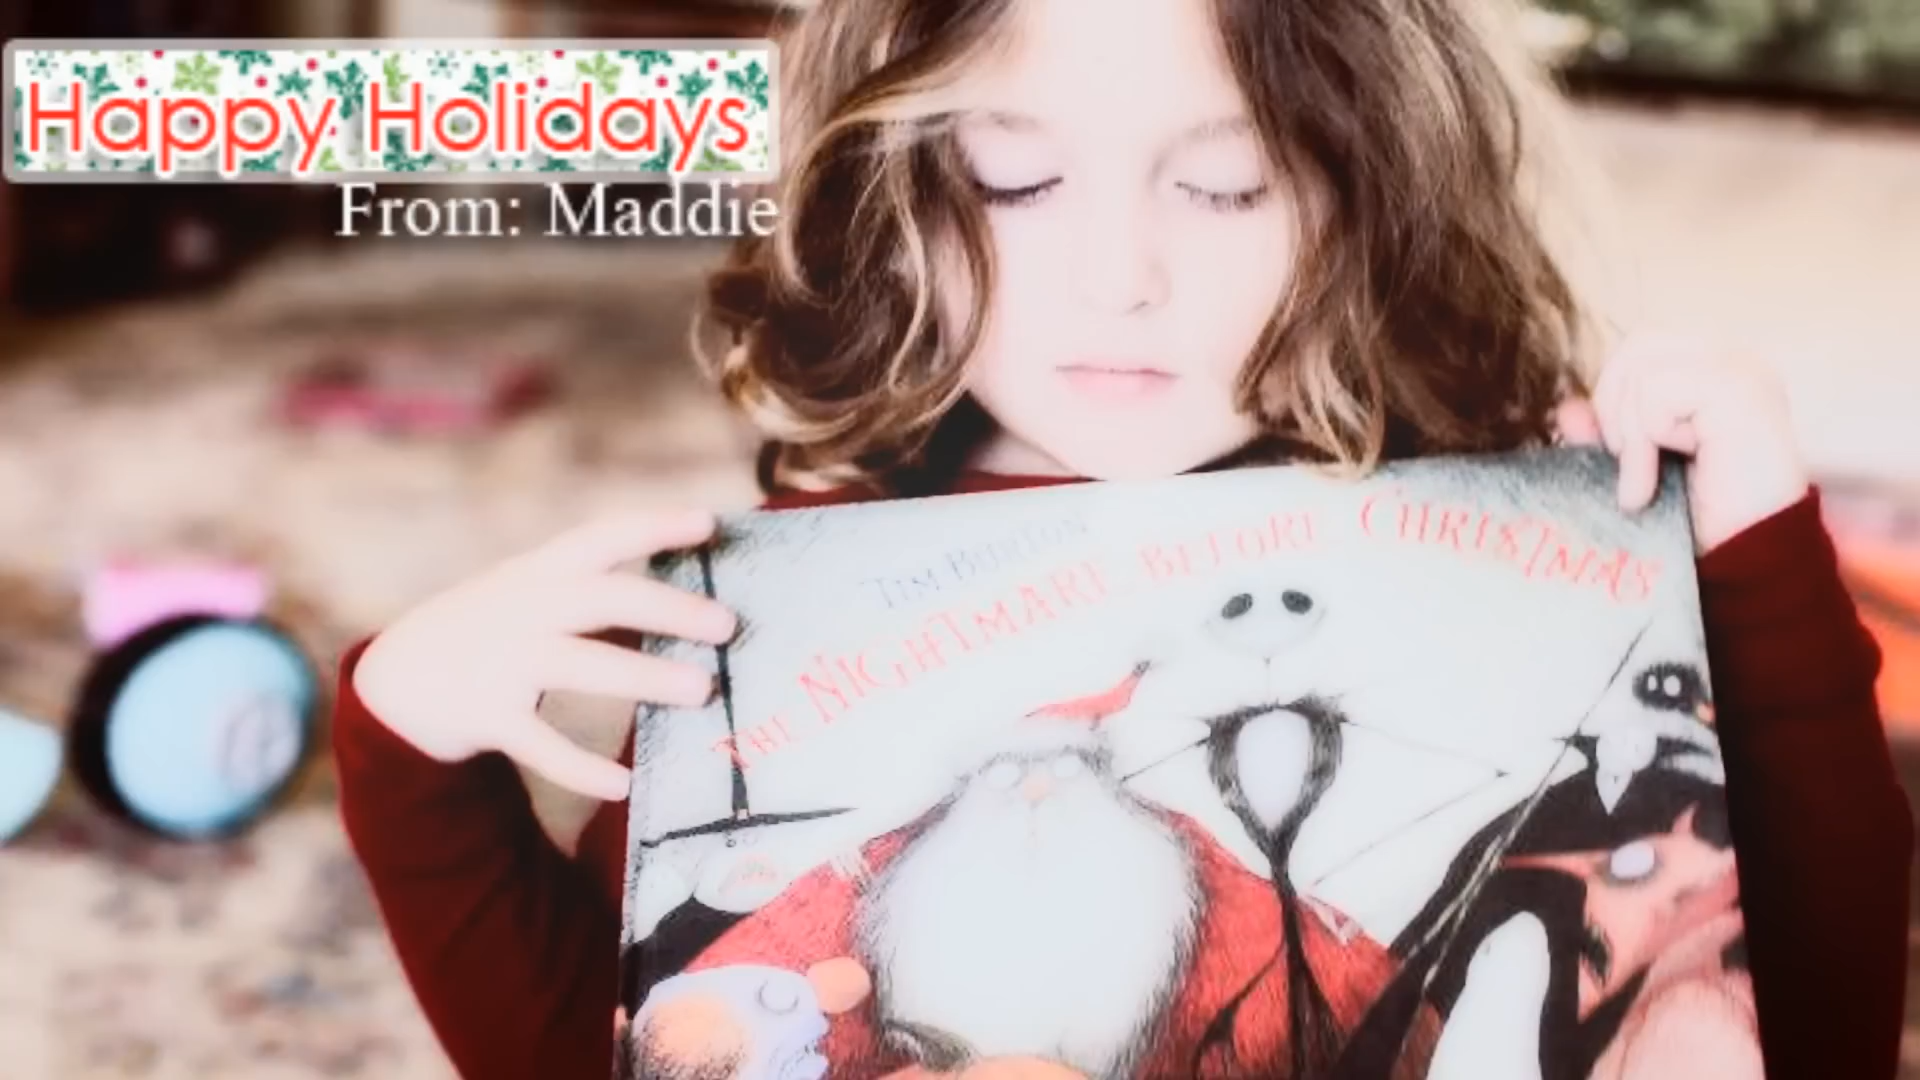 Happy Holidays
From: Maddie
TIM BURTON
THE NIGHTMARE BEFORE CHRISTMAS